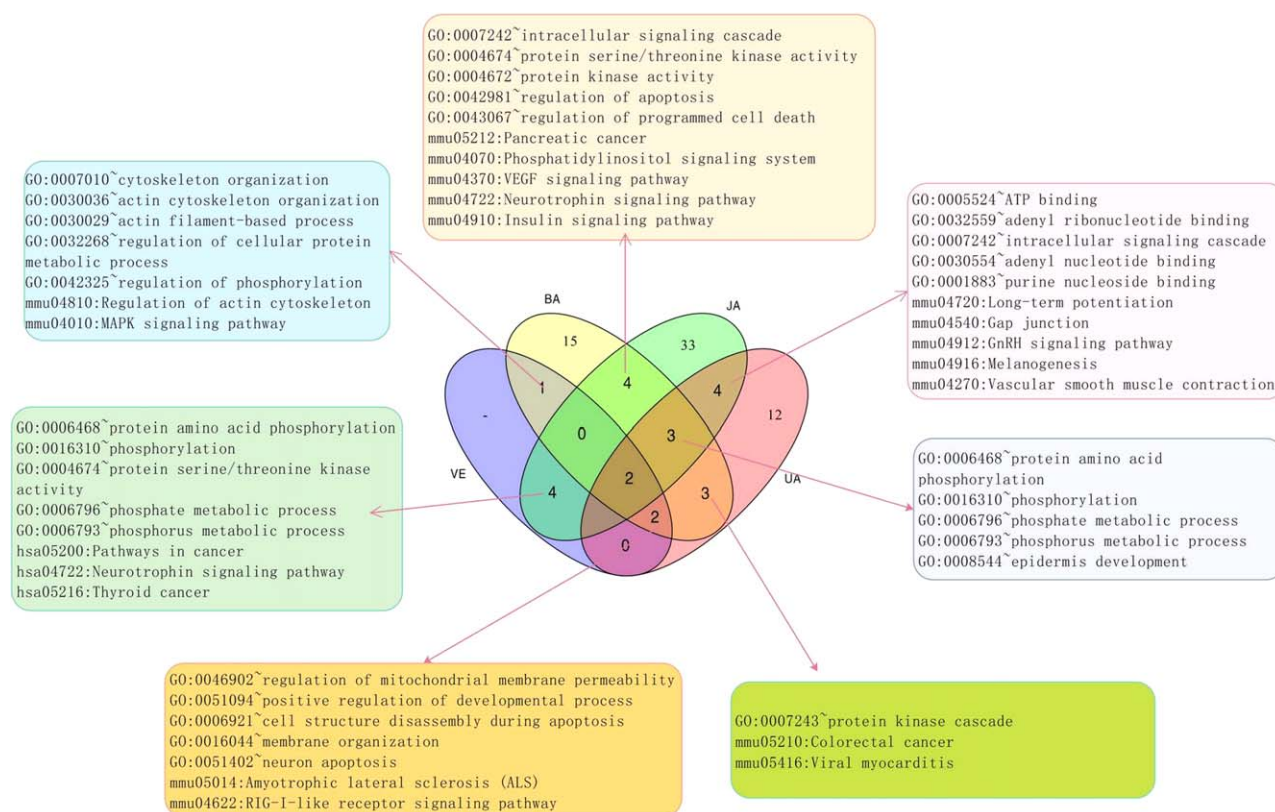 GO:0007242~intracellular signaling cascade
GO:0004674~protein serine/threonine kinase activity
GO:0004672~protein kinase activity
GO:0042981~regulation of apoptosis
GO:0043067~regulation of programmed cell death
mmu05212:Pancreatic cancer
mmu04070:Phosphatidylinositol signaling system
mmu04370:VEGF signaling pathway
mmu04722:Neurotrophin signaling pathway
mmu04910:Insulin signaling pathway
GO:0007010~cytoskeleton organization
GO:0030036~actin cytoskeleton organization
GO:0030029~actin filament-based process
GO:0032268~regulation of cellular protein
metabolic process
GO:0042325~regulation of phosphorylation
mmu04810:Regulation of actin cytoskeleton
mmu04010:MAPK signaling pathway
GO:0005524~ATP binding
GO:0032559~adenyl ribonucleotide binding
GO:0007242~intracellular signaling cascade
GO:0030554~adenyl nucleotide binding
GO:0001883~purine nucleoside binding
mmu04720:Long-term potentiation
mmu04540:Gap junction
mmu04912:GnRH signaling pathway
mmu04916:Melanogenesis
mmu04270:Vascular smooth muscle contraction
BA
JA
15
33
1
4
4
-
12
0
3
VE
UA
4
2
3
2
0
GO:0006468~protein amino acid phosphorylation
GO:0016310~phosphorylation
GO:0004674~protein serine/threonine kinase
activity
GO:0006796~phosphate metabolic process
GO:0006793~phosphorus metabolic process
hsa05200:Pathways in cancer
hsa04722:Neurotrophin signaling pathway
hsa05216:Thyroid cancer
GO:0006468~protein amino acid
phosphorylation
GO:0016310~phosphorylation
GO:0006796~phosphate metabolic process
GO:0006793~phosphorus metabolic process
GO:0008544~epidermis development
GO:0046902~regulation of mitochondrial membrane permeability
GO:0051094~positive regulation of developmental process
GO:0006921~cell structure disassembly during apoptosis
GO:0016044~membrane organization
GO:0051402~neuron apoptosis
mmu05014:Amyotrophic lateral sclerosis (ALS)
mmu04622:RIG-I-like receptor signaling pathway
GO:0007243~protein kinase cascade
mmu05210:Colorectal cancer
mmu05416:Viral myocarditis